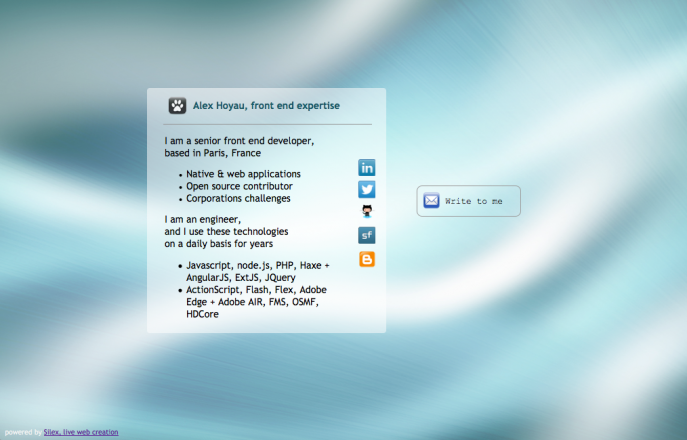 Alex Hoyau, front end expertise
I am a senior front end developer,
based in Paris, France
• Native & web applications
• Open source contributor
• Corporations challenges
I am an engineer,
and I use these technologies
on a daily basis for years
• Javascript, node.js, PHP, Haxe +
AngularJS, ExtJS, JQuery
• ActionScript, Flash, Flex, Adobe
Edge + Adobe AIR, FMS, OSMF,
HDCore
in
sf
Write to me
powered by Silex, live web creation